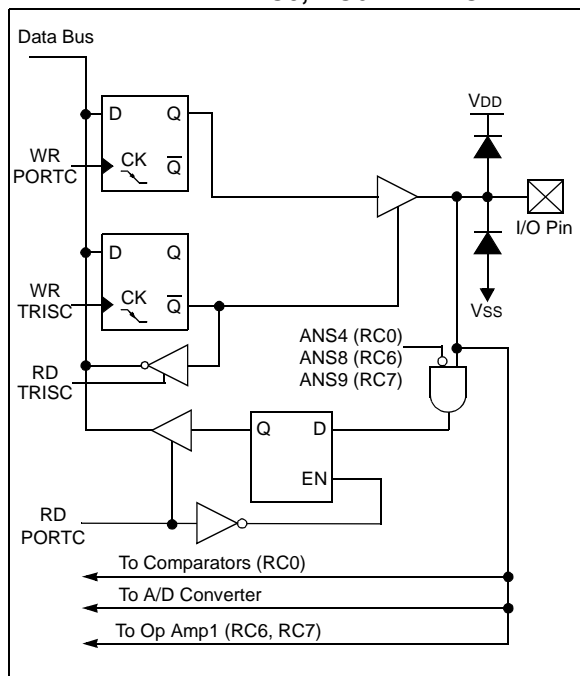 Data Bus
D Q
WR
PORTC
CK
Q
VDD
I/O Pin
VSS
D Q
WR
TRISC
CK
Q
ANS4 (RC0)
ANS8 (RC6)
ANS9 (RC7)
RD
TRISC
Q D
EN
RD
PORTC
To Comparators (RC0)
To A/D Converter
To Op Amp1 (RC6, RC7)